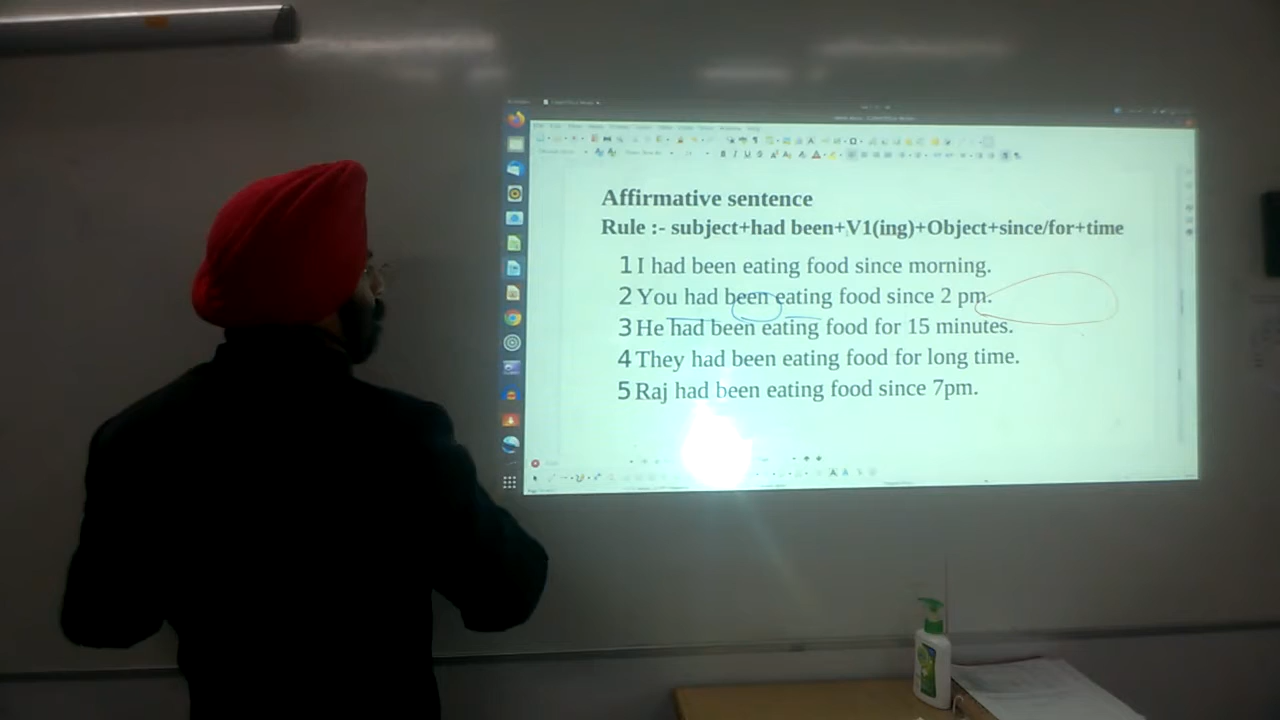 Affirmative sentence
Rule :- subject+had been+V1(ing)+Object+since/for+time
1 I had been eating food since morning.
2 You had been eating food since 2 pm.
3 He had been eating food for 15 minutes.
4 They had been eating food for long time.
5 Raj had been eating food since 7pm.